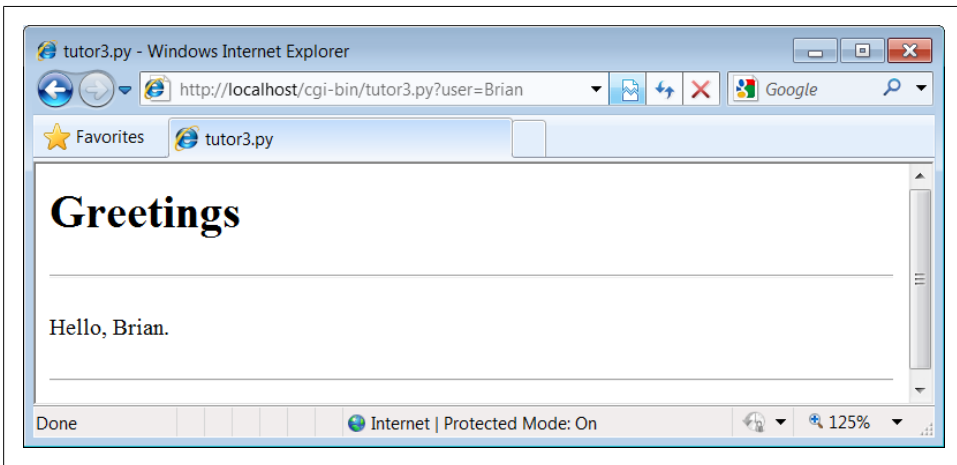 tutor3.py - Windows Internet Explorer
http://localhost/cgi-bin/tutor3.py?user=Brian
Google
Favorites
tutor3.py
Greetings
Hello, Brian.
Done
Internet | Protected Mode: On
125%